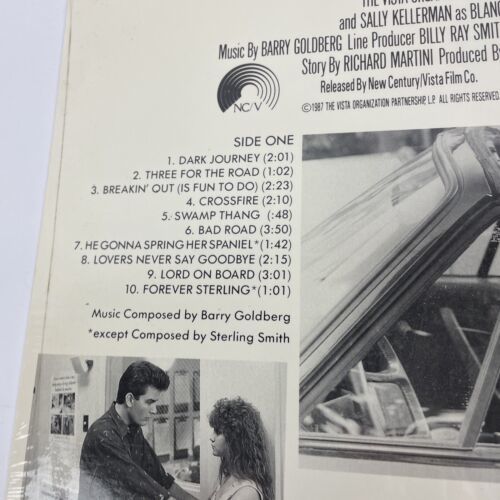 THE VISTA ORGAN
and SALLY KELLERMAN as BLANC
Music By BARRY GOLDBERG Line Producer BILLY RAY SMIT
Story By RICHARD MARTINI Produced B
Released By New Century/Vista Film Co.
©1987 THE VISTA ORGANIZATION PARTNERSHIP, L.P. ALL RIGHTS RESERVED
NC/V
SIDE ONE
1. DARK JOURNEY (2:01)
2. THREE FOR THE ROAD (1:02)
3. BREAKIN' OUT (IS FUN TO DO) (2:23)
4. CROSSFIRE (2:10)
5. SWAMP THANG (:48)
6. BAD ROAD (3:50)
7. HE GONNA SPRING HER SPANIEL*(1:42)
8. LOVERS NEVER SAY GOODBYE (2:15)
9. LORD ON BOARD (3:01)
10. FOREVER STERLING*(1:01)
Music Composed by Barry Goldberg
*except Composed by Sterling Smith